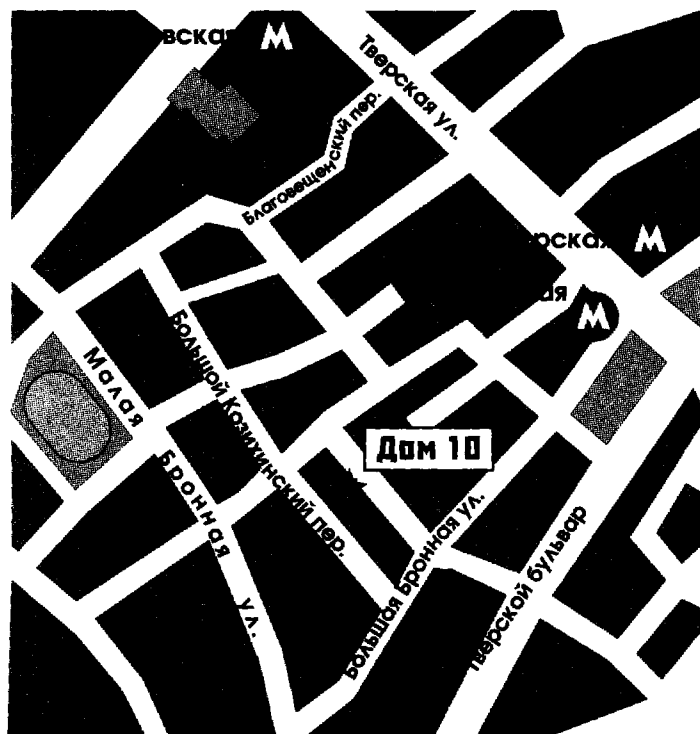 вская М
Тверская ул.
Благовещенский пер.
рская М
ая
М
Большой Козихинский пер.
Малая Бронная ул.
Дом 10
Большая Бронная ул.
Тверской бульвар